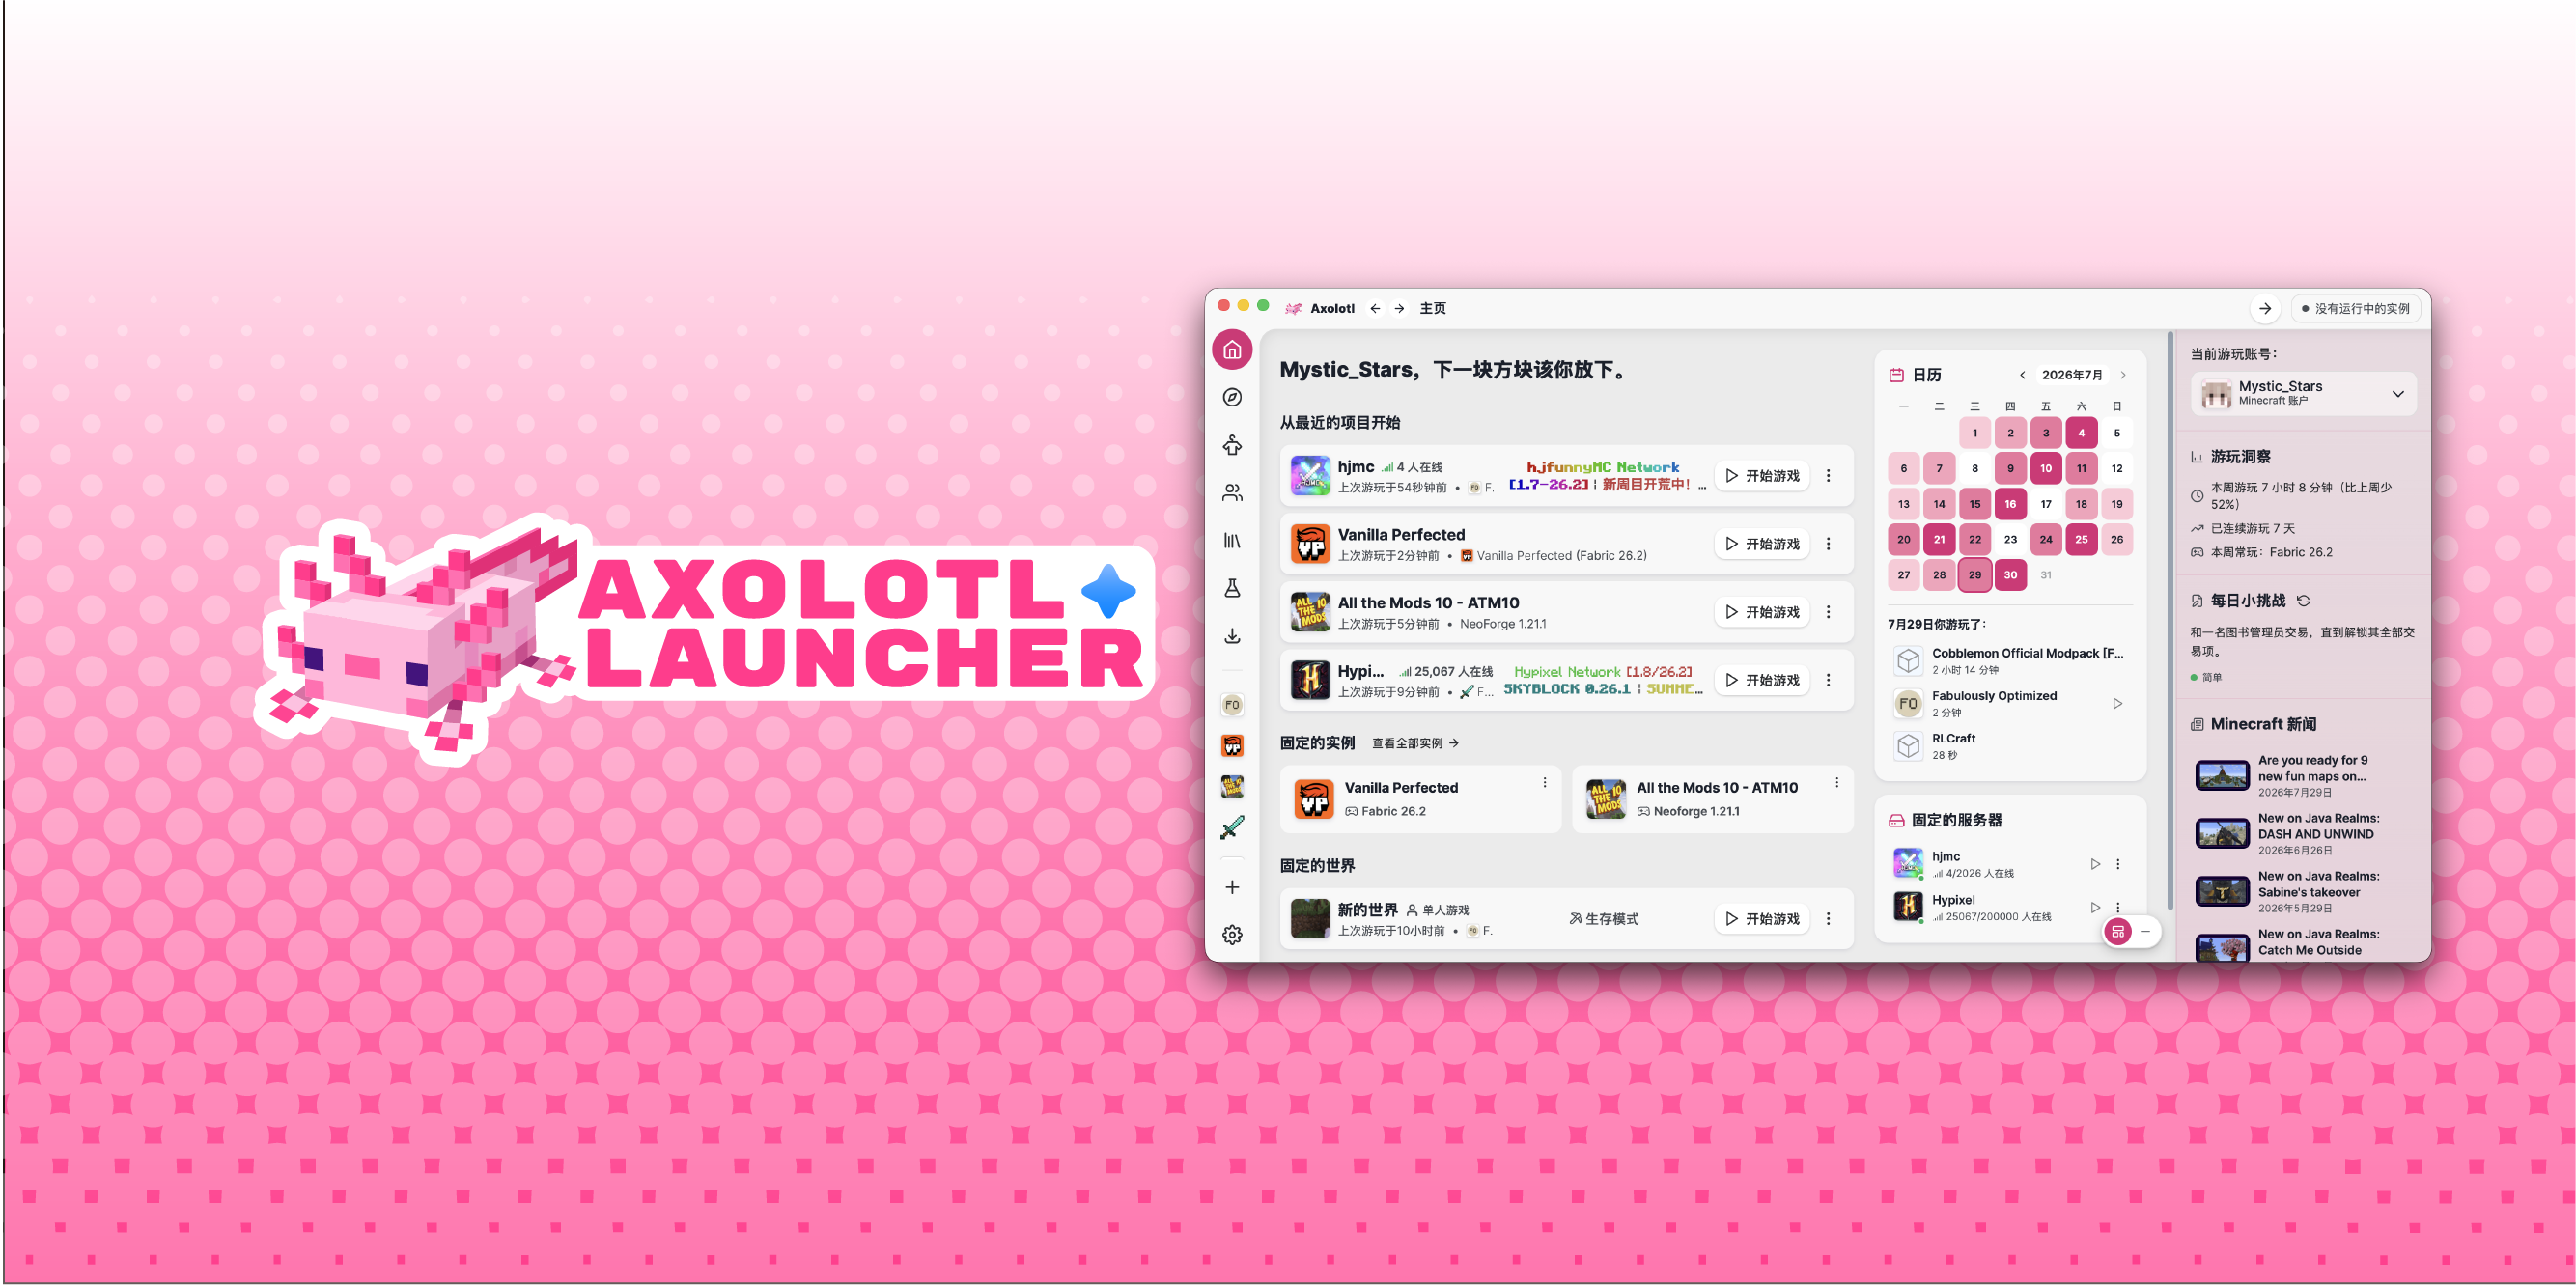 AXOLOTL
LAUNCHER
Axolotl
主页
没有运行中的实例
Mystic_Stars，下一块方块该你放下。
从最近的项目开始
hjmc 4 人在线
上次游玩于54秒钟前 • F.
hjfunnyMC Network
[1.7-26.2] | 新周目开荒中! ...
开始游戏
Vanilla Perfected
上次游玩于2分钟前 • Vanilla Perfected (Fabric 26.2)
开始游戏
All the Mods 10 - ATM10
上次游玩于5分钟前 • NeoForge 1.21.1
开始游戏
Hypi... 25,067 人在线
上次游玩于9分钟前 • F...
Hypixel Network [1.8/26.2]
SKYBLOCK 0.26.1 | SUMME...
开始游戏
固定的实例 查看全部实例
Vanilla Perfected
Fabric 26.2
All the Mods 10 - ATM10
Neoforge 1.21.1
固定的世界
新的世界 单人游戏
上次游玩于10小时前 • F.
生存模式
开始游戏
日历
2026年7月
一 二 三 四 五 六 日
1 2 3 4 5
6 7 8 9 10 11 12
13 14 15 16 17 18 19
20 21 22 23 24 25 26
27 28 29 30 31
7月29日你游玩了：
Cobblemon Official Modpack [F...
2 小时 14 分钟
FO
Fabulously Optimized
2 分钟
RLCraft
28 秒
固定的服务器
hjmc
4/2026 人在线
Hypixel
25067/200000 人在线
当前游玩账号：
Mystic_Stars
Minecraft 账户
游玩洞察
本周游玩 7 小时 8 分钟（比上周少
52%）
已连续游玩 7 天
本周常玩：Fabric 26.2
每日小挑战
和一名图书管理员交易，直到解锁其全部交
易项。
简单
Minecraft 新闻
Are you ready for 9
new fun maps on...
2026年7月29日
New on Java Realms:
DASH AND UNWIND
2026年6月26日
New on Java Realms:
Sabine's takeover
2026年5月29日
New on Java Realms:
Catch Me Outside